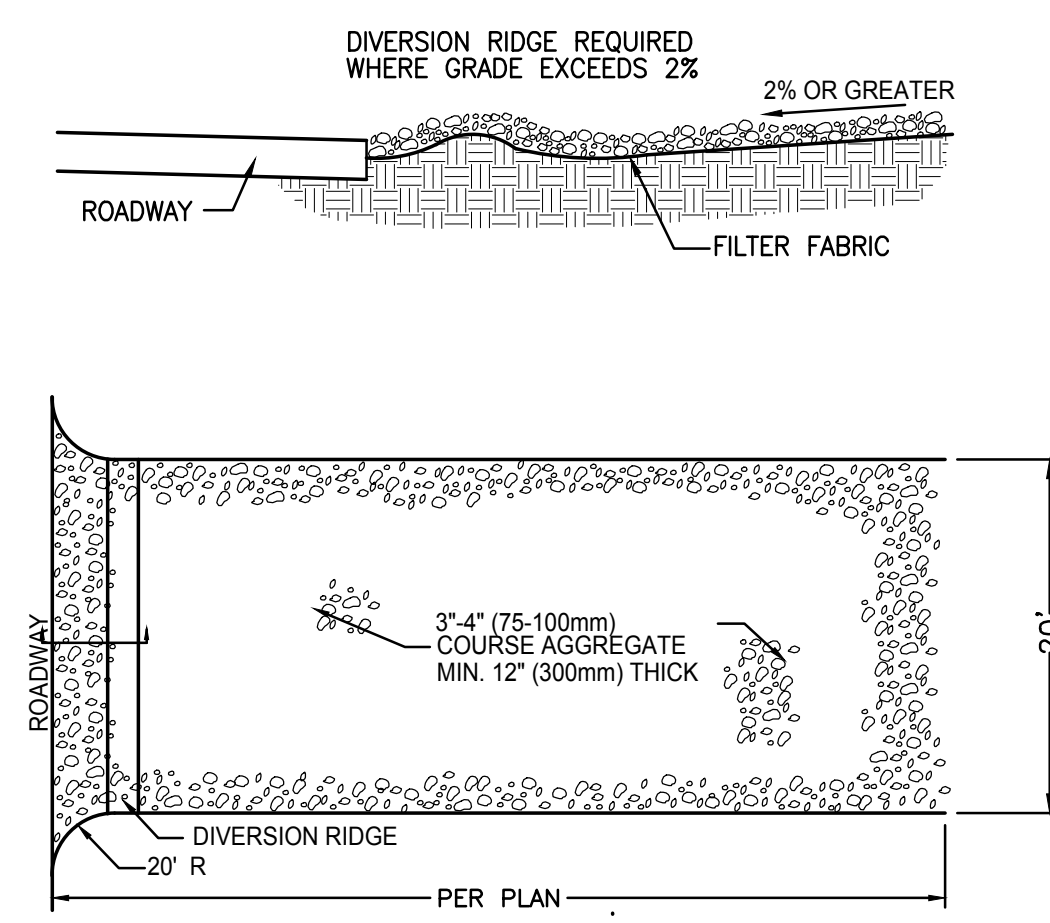 DIVERSION RIDGE REQUIRED
WHERE GRADE EXCEEDS 2%
2% OR GREATER
ROADWAY
FILTER FABRIC
3"-4" (75-100mm)
COURSE AGGREGATE
MIN. 12" (300mm) THICK
ROADWAY
20'
DIVERSION RIDGE
20' R
PER PLAN